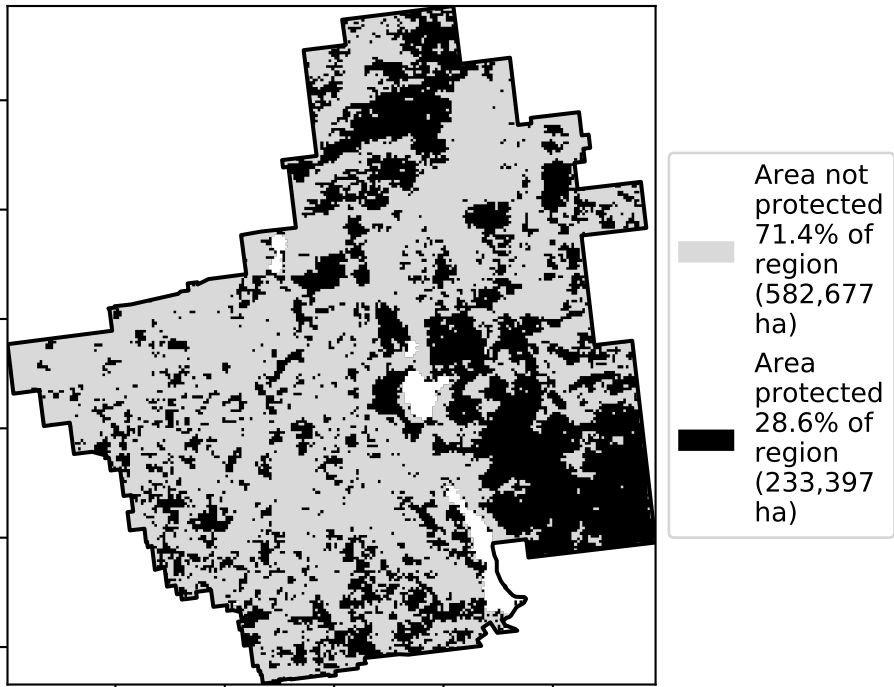 Area not
protected
71.4% of
region
(582,677
ha)
Area
protected
28.6% of
region
(233,397
ha)